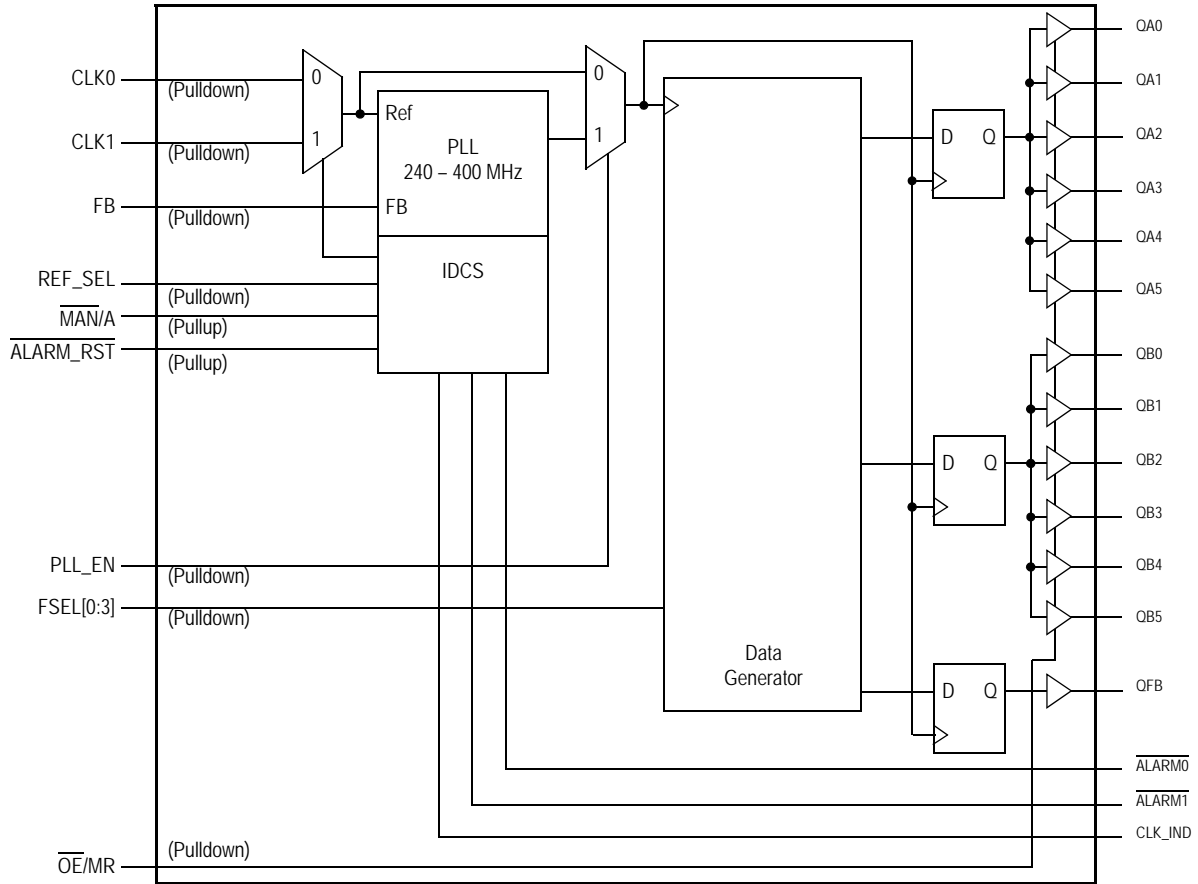 CLK0
(Pulldown)
CLK1
(Pulldown)
FB
(Pulldown)
REF_SEL
(Pulldown)
MAN/A
(Pullup)
ALARM_RST
(Pullup)
PLL_EN
(Pulldown)
FSEL[0:3]
(Pulldown)
OE/MR
(Pulldown)
0
1
Ref
PLL
240 – 400 MHz
FB
IDCS
0
1
Data
Generator
D Q
D Q
D Q
QA0
QA1
QA2
QA3
QA4
QA5
QB0
QB1
QB2
QB3
QB4
QB5
QFB
ALARM0
ALARM1
CLK_IND